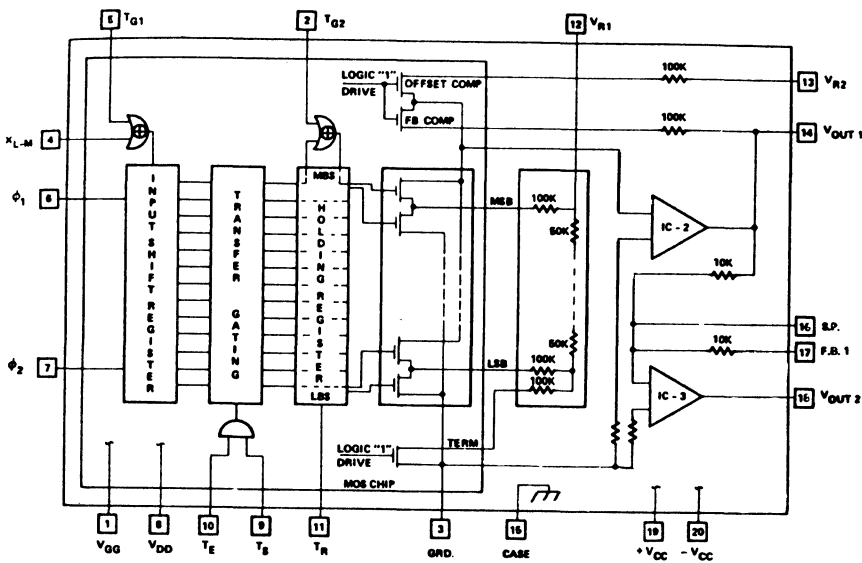 5 TG1
2 TG2
12 VR1
LOGIC "1" DRIVE
OFFSET COMP
FB COMP
100K
13 VR2
100K
14 VOUT 1
XL-M 4
ϕ1 6
ϕ2 7
INPUT SHIFT REGISTER
TRANSFER GATING
MBS
HOLDING REGISTER
LBS
MSB
100K
50K
50K
LSB
100K
100K
IC - 2
10K
16 S.P.
10K
17 F.B. 1
IC - 3
VOUT 2
TERM
LOGIC "1" DRIVE
MOS CHIP
1 VGG
VDD
10 TE
9 TS
11 TR
3 GRD.
CASE
19 + VCC
20 - VCC